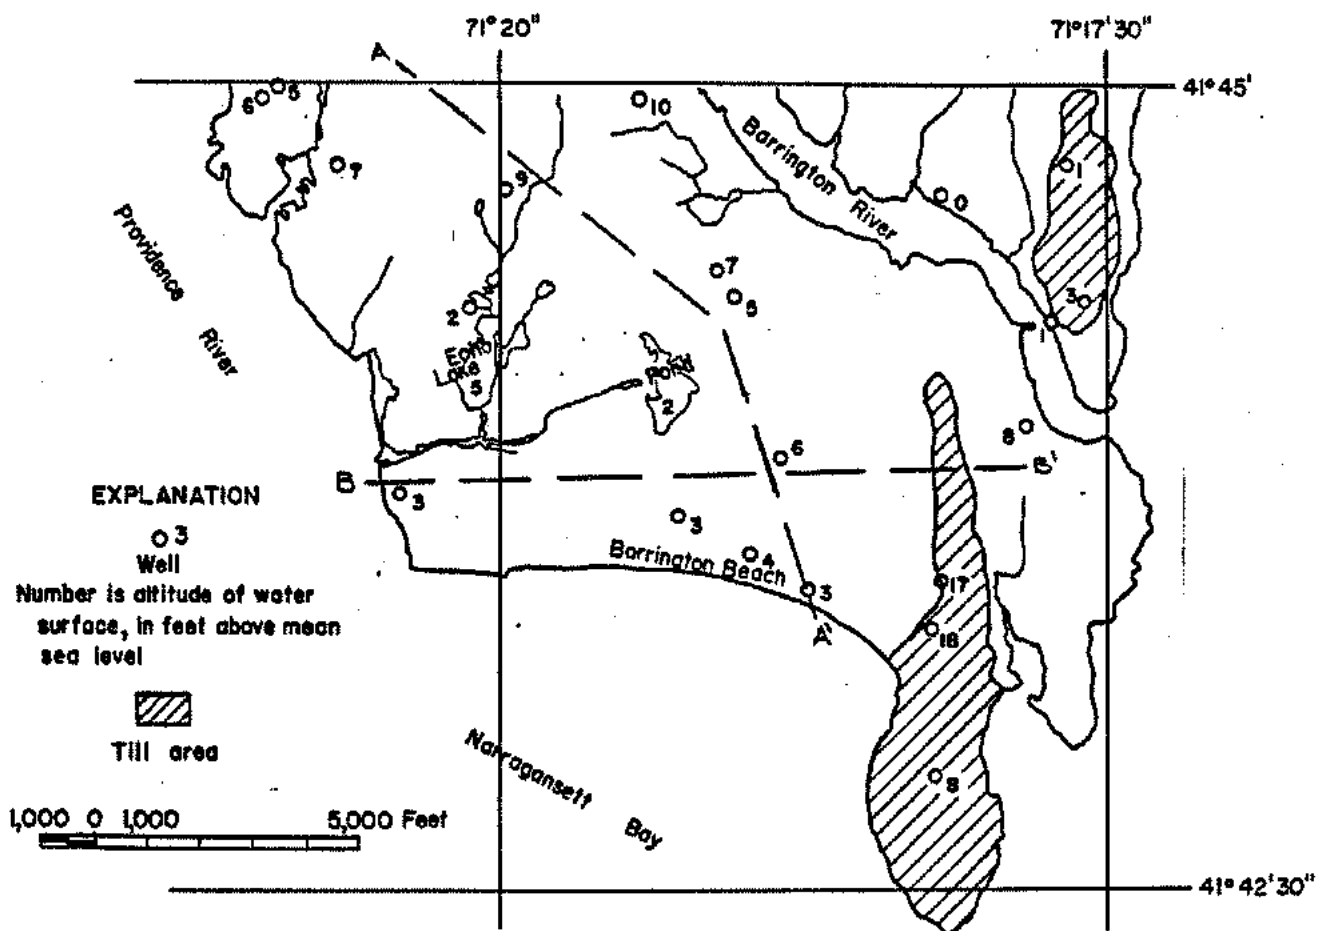 71°20"
71°17'30"
A
41°45'
6
5
10
Barrington
River
7
9
1
0
Providence
River
7
5
2
3
1
Lake
5
Pond
2
8
6
B
B'
EXPLANATION
3
3
3
Well
Number is altitude of water
surface, in feet above mean
sea level
4
Barrington Beach
3
17
A'
18
Till area
Narragansett
Bay
8
1,000 0 1,000 5,000 Feet
41°42'30"